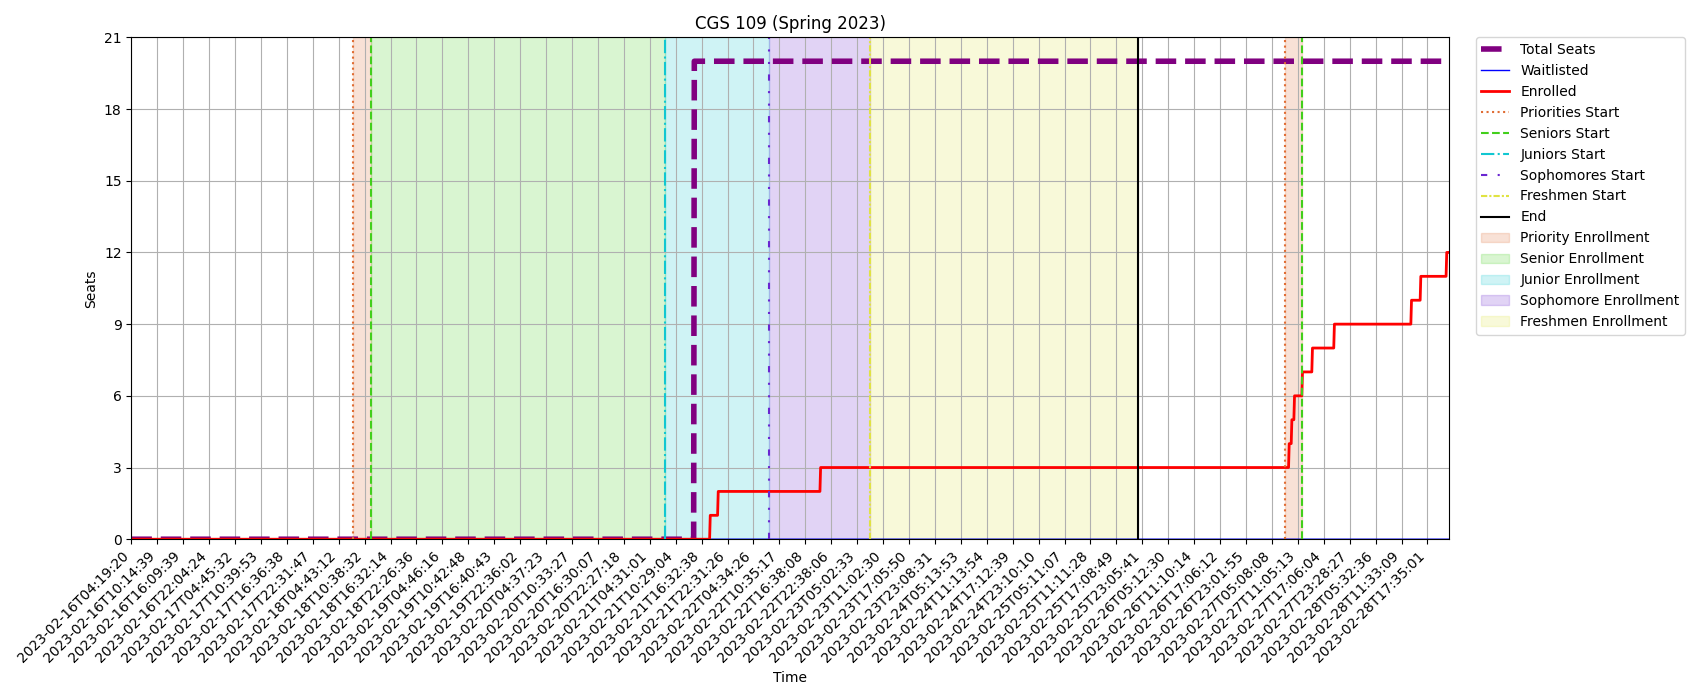 CGS 109 (Spring 2023)
21
18
15
12
9
6
3
0
Seats
2023-02-16T04:19:20
2023-02-16T10:14:39
2023-02-16T16:09:39
2023-02-16T22:04:24
2023-02-17T04:45:32
2023-02-17T10:39:53
2023-02-17T16:36:38
2023-02-17T22:31:47
2023-02-18T04:43:12
2023-02-18T10:38:32
2023-02-18T16:32:14
2023-02-18T22:26:36
2023-02-19T04:46:16
2023-02-19T10:42:48
2023-02-19T16:40:43
2023-02-19T22:36:02
2023-02-20T04:37:23
2023-02-20T10:33:27
2023-02-20T16:30:07
2023-02-20T22:27:18
2023-02-21T04:31:01
2023-02-21T10:29:04
2023-02-21T16:32:38
2023-02-21T22:31:26
2023-02-22T04:34:26
2023-02-22T10:35:17
2023-02-22T16:38:08
2023-02-22T22:38:06
2023-02-23T05:02:33
2023-02-23T11:02:30
2023-02-23T17:05:50
2023-02-23T23:08:31
2023-02-24T05:13:53
2023-02-24T11:13:54
2023-02-24T17:12:39
2023-02-24T23:10:10
2023-02-25T05:11:07
2023-02-25T11:11:28
2023-02-25T17:08:49
2023-02-25T23:05:41
2023-02-26T05:12:30
2023-02-26T11:10:14
2023-02-26T17:06:12
2023-02-26T23:01:55
2023-02-27T05:08:08
2023-02-27T11:05:13
2023-02-27T17:06:04
2023-02-27T23:28:27
2023-02-28T05:32:36
2023-02-28T11:33:09
2023-02-28T17:35:01
Time
Total Seats
Waitlisted
Enrolled
Priorities Start
Seniors Start
Juniors Start
Sophomores Start
Freshmen Start
End
Priority Enrollment
Senior Enrollment
Junior Enrollment
Sophomore Enrollment
Freshmen Enrollment